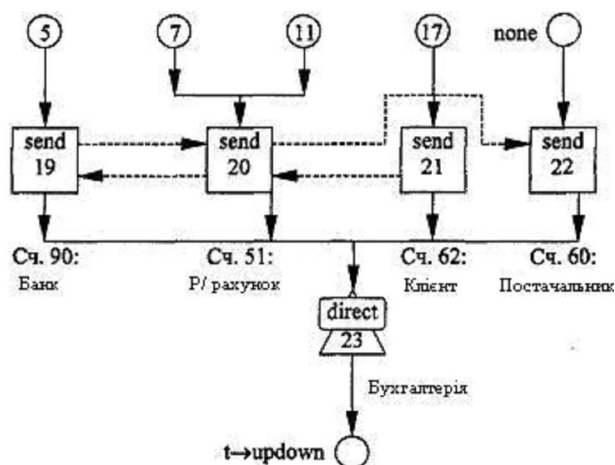 5 7 11 17 none
send send send send
19 20 21 22
Сч. 90: Сч. 51: Сч. 62: Сч. 60:
Банк Р/ рахунок Клієнт Постачальник
direct
23
Бухгалтерія
t→updown